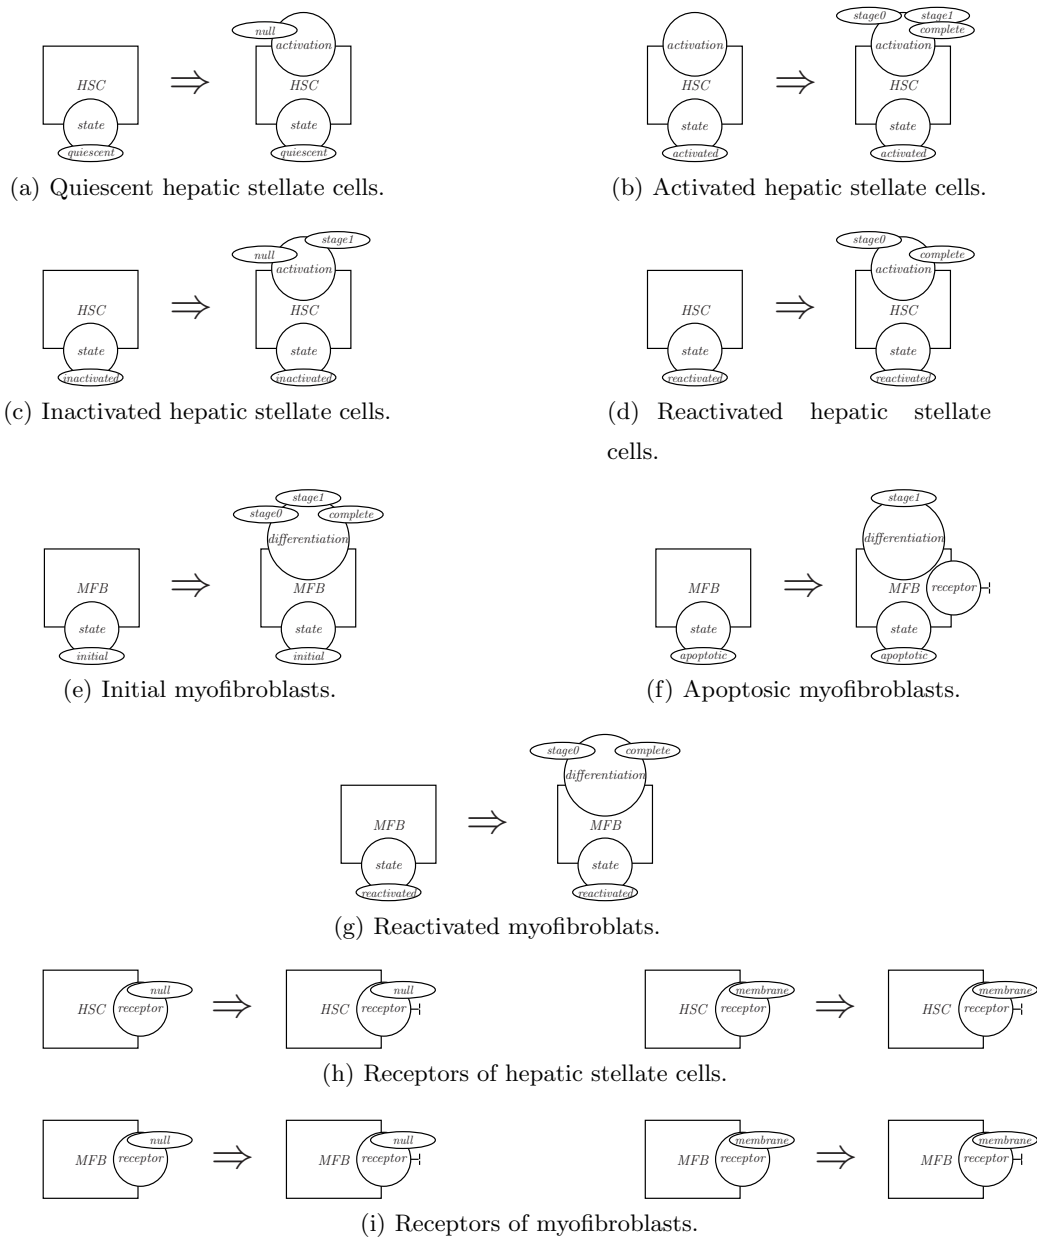 null
activation
HSC
HSC
state
state
quiescent
quiescent
(a) Quiescent hepatic stellate cells.
stage0 stage1
complete
activation
activation
HSC
HSC
state
state
activated
activated
(b) Activated hepatic stellate cells.
stage1
null
activation
HSC
HSC
state
state
inactivated
inactivated
(c) Inactivated hepatic stellate cells.
stage0
complete
activation
HSC
HSC
state
state
reactivated
reactivated
(d) Reactivated hepatic stellate
cells.
stage1
stage0
complete
differentiation
MFB
MFB
state
state
initial
initial
(e) Initial myofibroblasts.
stage1
differentiation
MFB
MFB
receptor
state
state
apoptotic
apoptotic
(f) Apoptosic myofibroblasts.
stage0
complete
differentiation
MFB
MFB
state
state
reactivated
reactivated
(g) Reactivated myofibroblats.
null
HSC receptor
null
HSC receptor
membrane
HSC receptor
membrane
HSC receptor
(h) Receptors of hepatic stellate cells.
null
MFB receptor
null
MFB receptor
membrane
MFB receptor
membrane
MFB receptor
(i) Receptors of myofibroblasts.